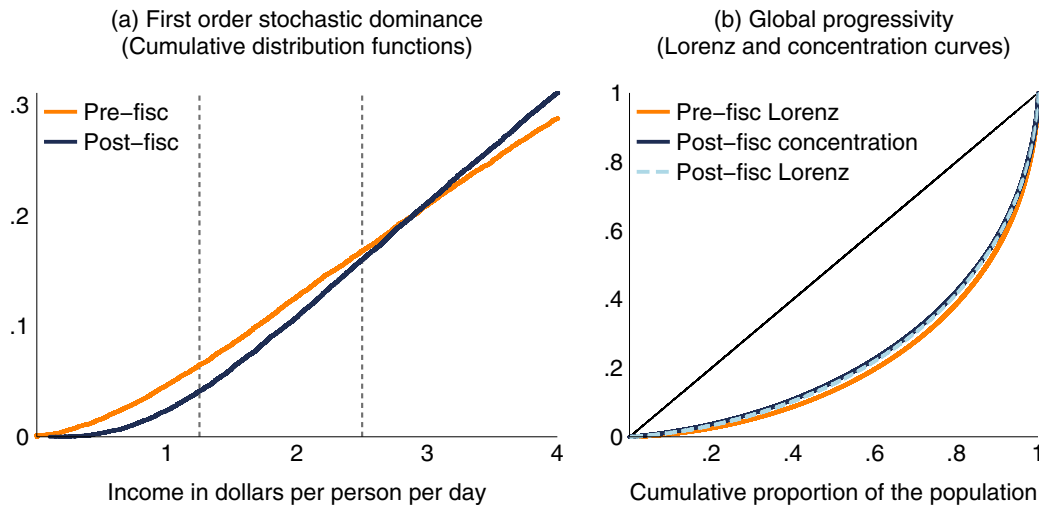 (a) First order stochastic dominance
(Cumulative distribution functions)
.3
Pre−fisc
Post−fisc
.2
.1
0
1
2
3
4
Income in dollars per person per day
(b) Global progressivity
(Lorenz and concentration curves)
1
Pre−fisc Lorenz
.8
Post−fisc concentration
Post−fisc Lorenz
.6
.4
.2
0
.2
.4
.6
.8
1
Cumulative proportion of the population